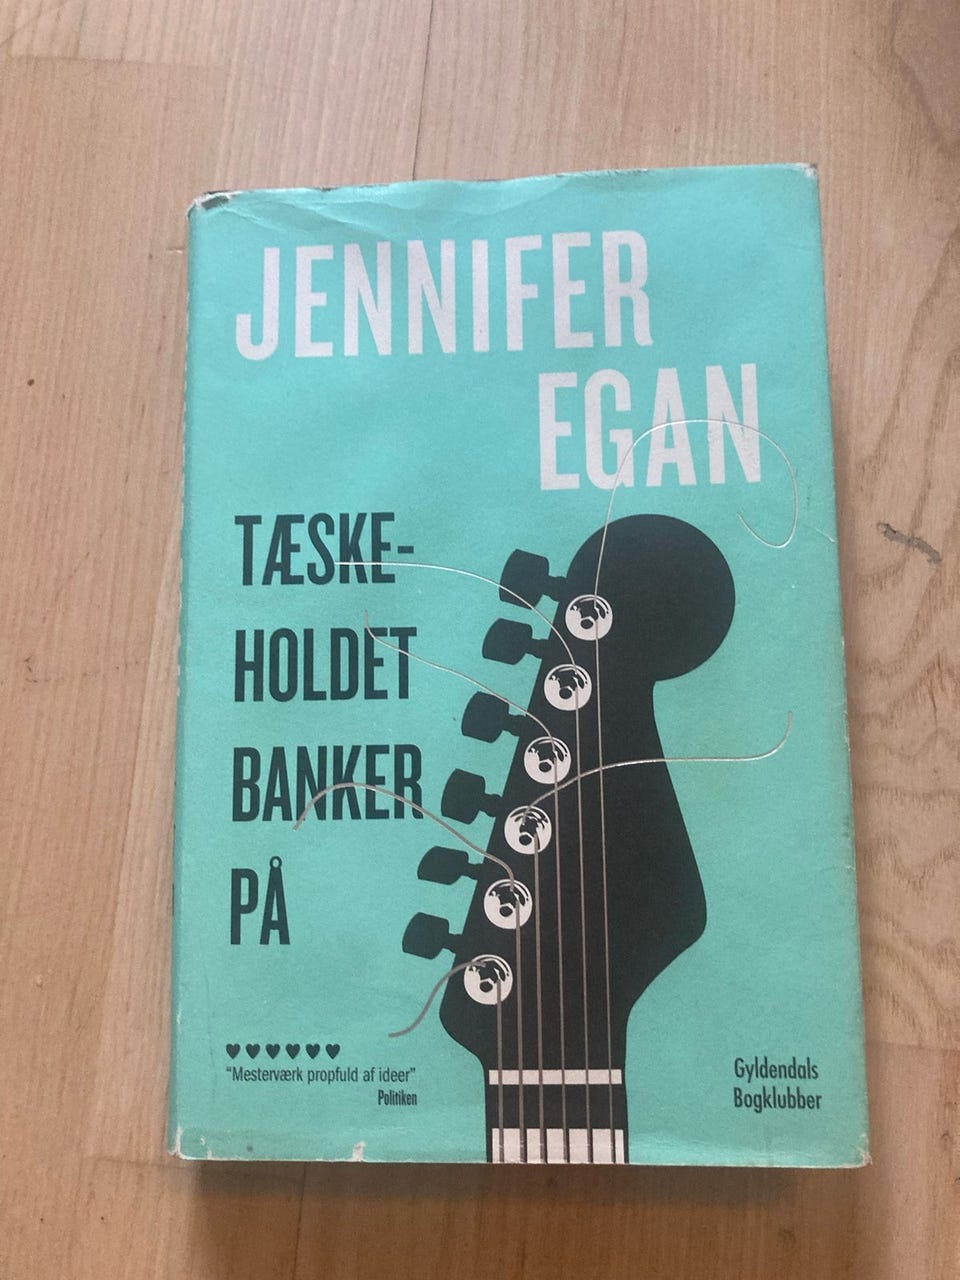 JENNIFER
EGAN
TÆSKE-
HOLDET
BANKER
PÅ
♥♥♥♥♥♥
"Mesterværk propfuld af ideer"
Politiken
Gyldendals
Bogklubber